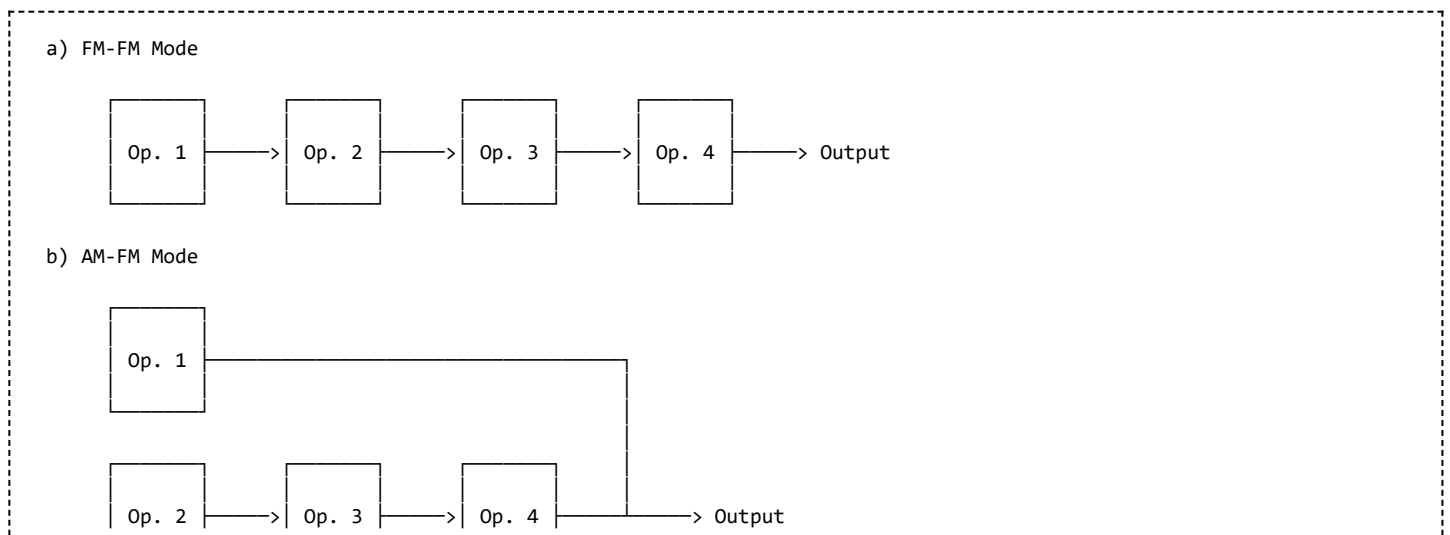 a) FM-FM Mode
Op. 1 > Op. 2 > Op. 3 > Op. 4 > Output
b) AM-FM Mode
Op. 1
Op. 2 > Op. 3 > Op. 4 > Output